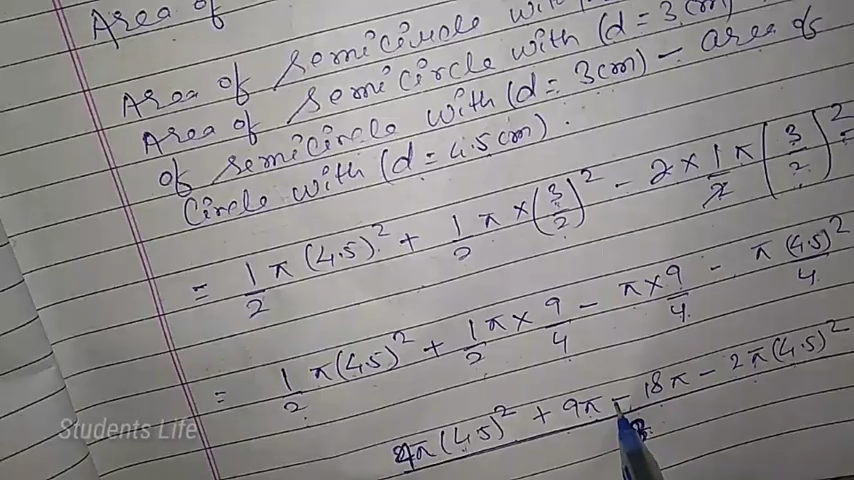 Area of
Area of semicircle with
Area of semicircle with (d = 3cm)
of semicircle with (d = 3cm) - area of
Circle with (d = 4.5cm).
= 1/2 π (4.5)² + 1/2 π × (3/2)² - 2 × 1/2 π (3/2)² -
= 1/2 π(4.5)² + 1/2 π × 9/4 - π × 9/4 - π (4.5)²/4
4π (4.5)² + 9π - 18π - 2π(4.5)²
8
Students Life